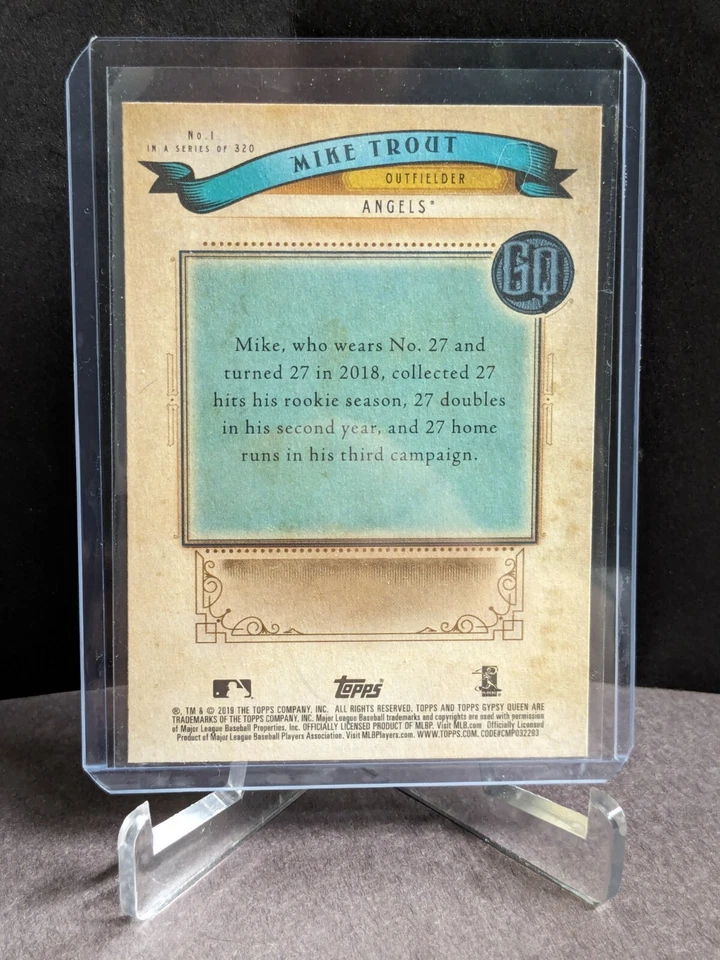 No.1
IN A SERIES OF 320
MIKE TROUT
OUTFIELDER
ANGELS®
GQ
Mike, who wears No. 27 and
turned 27 in 2018, collected 27
hits his rookie season, 27 doubles
in his second year, and 27 home
runs in his third campaign.
Topps®
®, TM & © 2019 THE TOPPS COMPANY, INC. ALL RIGHTS RESERVED. TOPPS AND TOPPS GYPSY QUEEN ARE
TRADEMARKS OF THE TOPPS COMPANY, INC. Major League Baseball trademarks and copyrights are used with permission
of Major League Baseball Properties, Inc. OFFICIALLY LICENSED PRODUCT OF MLBP. Visit MLB.com Officially Licensed
Product of Major League Baseball Players Association. Visit MLBPlayers.com. WWW.TOPPS.COM. CODE#CMP032293